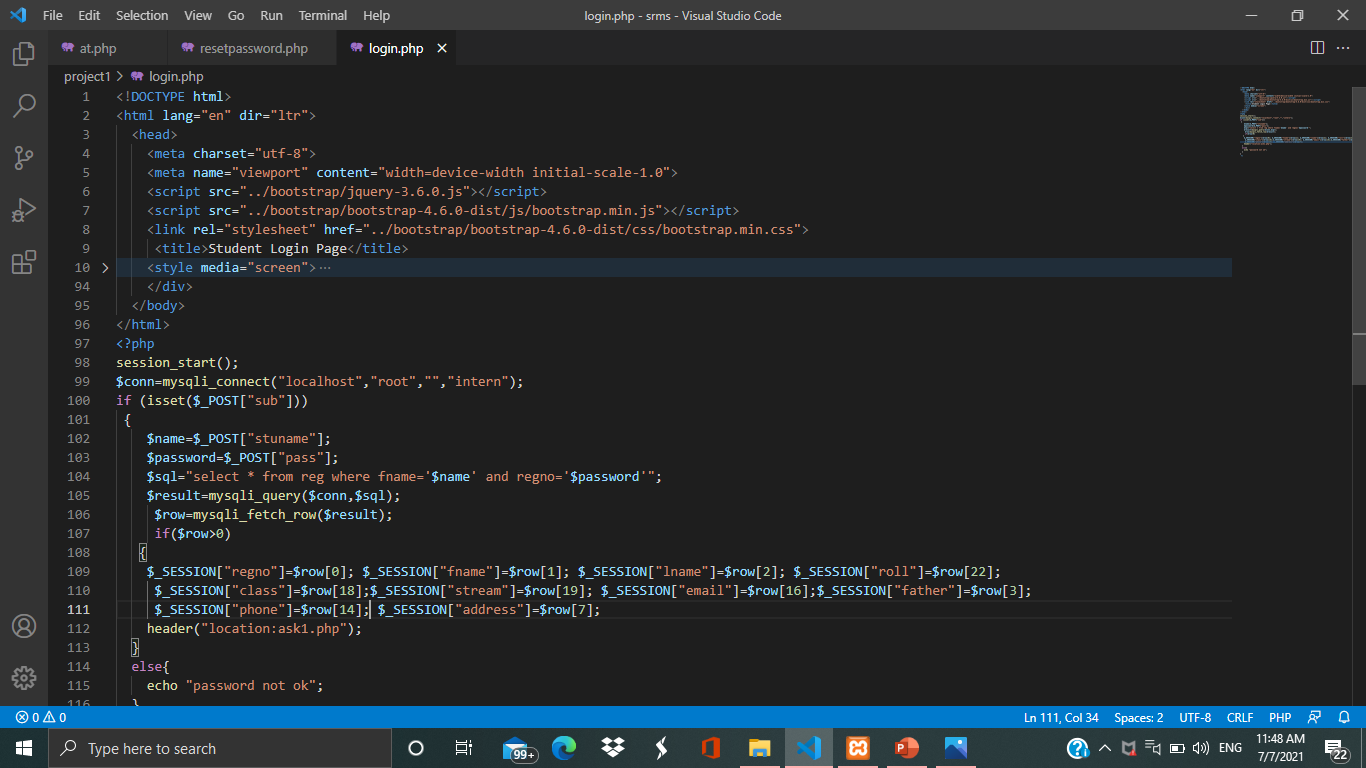 File Edit Selection View Go Run Terminal Help login.php - srms - Visual Studio Code
at.php resetpassword.php login.php
project1 > login.php
1 <!DOCTYPE html>
2 <html lang="en" dir="ltr">
3 <head>
4 <meta charset="utf-8">
5 <meta name="viewport" content="width=device-width initial-scale-1.0">
6 <script src="../bootstrap/jquery-3.6.0.js"></script>
7 <script src="../bootstrap/bootstrap-4.6.0-dist/js/bootstrap.min.js"></script>
8 <link rel="stylesheet" href="../bootstrap/bootstrap-4.6.0-dist/css/bootstrap.min.css">
9 <title>Student Login Page</title>
10 <style media="screen">…
94 </div>
95 </body>
96 </html>
97 <?php
98 session_start();
99 $conn=mysqli_connect("localhost","root","","intern");
100 if (isset($_POST["sub"]))
101 {
102 $name=$_POST["stuname"];
103 $password=$_POST["pass"];
104 $sql="select * from reg where fname='$name' and regno='$password'";
105 $result=mysqli_query($conn,$sql);
106 $row=mysqli_fetch_row($result);
107 if($row>0)
108 {
109 $_SESSION["regno"]=$row[0]; $_SESSION["fname"]=$row[1]; $_SESSION["lname"]=$row[2]; $_SESSION["roll"]=$row[22];
110 $_SESSION["class"]=$row[18];$_SESSION["stream"]=$row[19]; $_SESSION["email"]=$row[16];$_SESSION["father"]=$row[3];
111 $_SESSION["phone"]=$row[14]; $_SESSION["address"]=$row[7];
112 header("location:ask1.php");
113 }
114 else{
115 echo "password not ok";
116 }
0 0 Ln 111, Col 34 Spaces: 2 UTF-8 CRLF PHP
Type here to search 99+ ENG 11:48 AM 7/7/2021 22